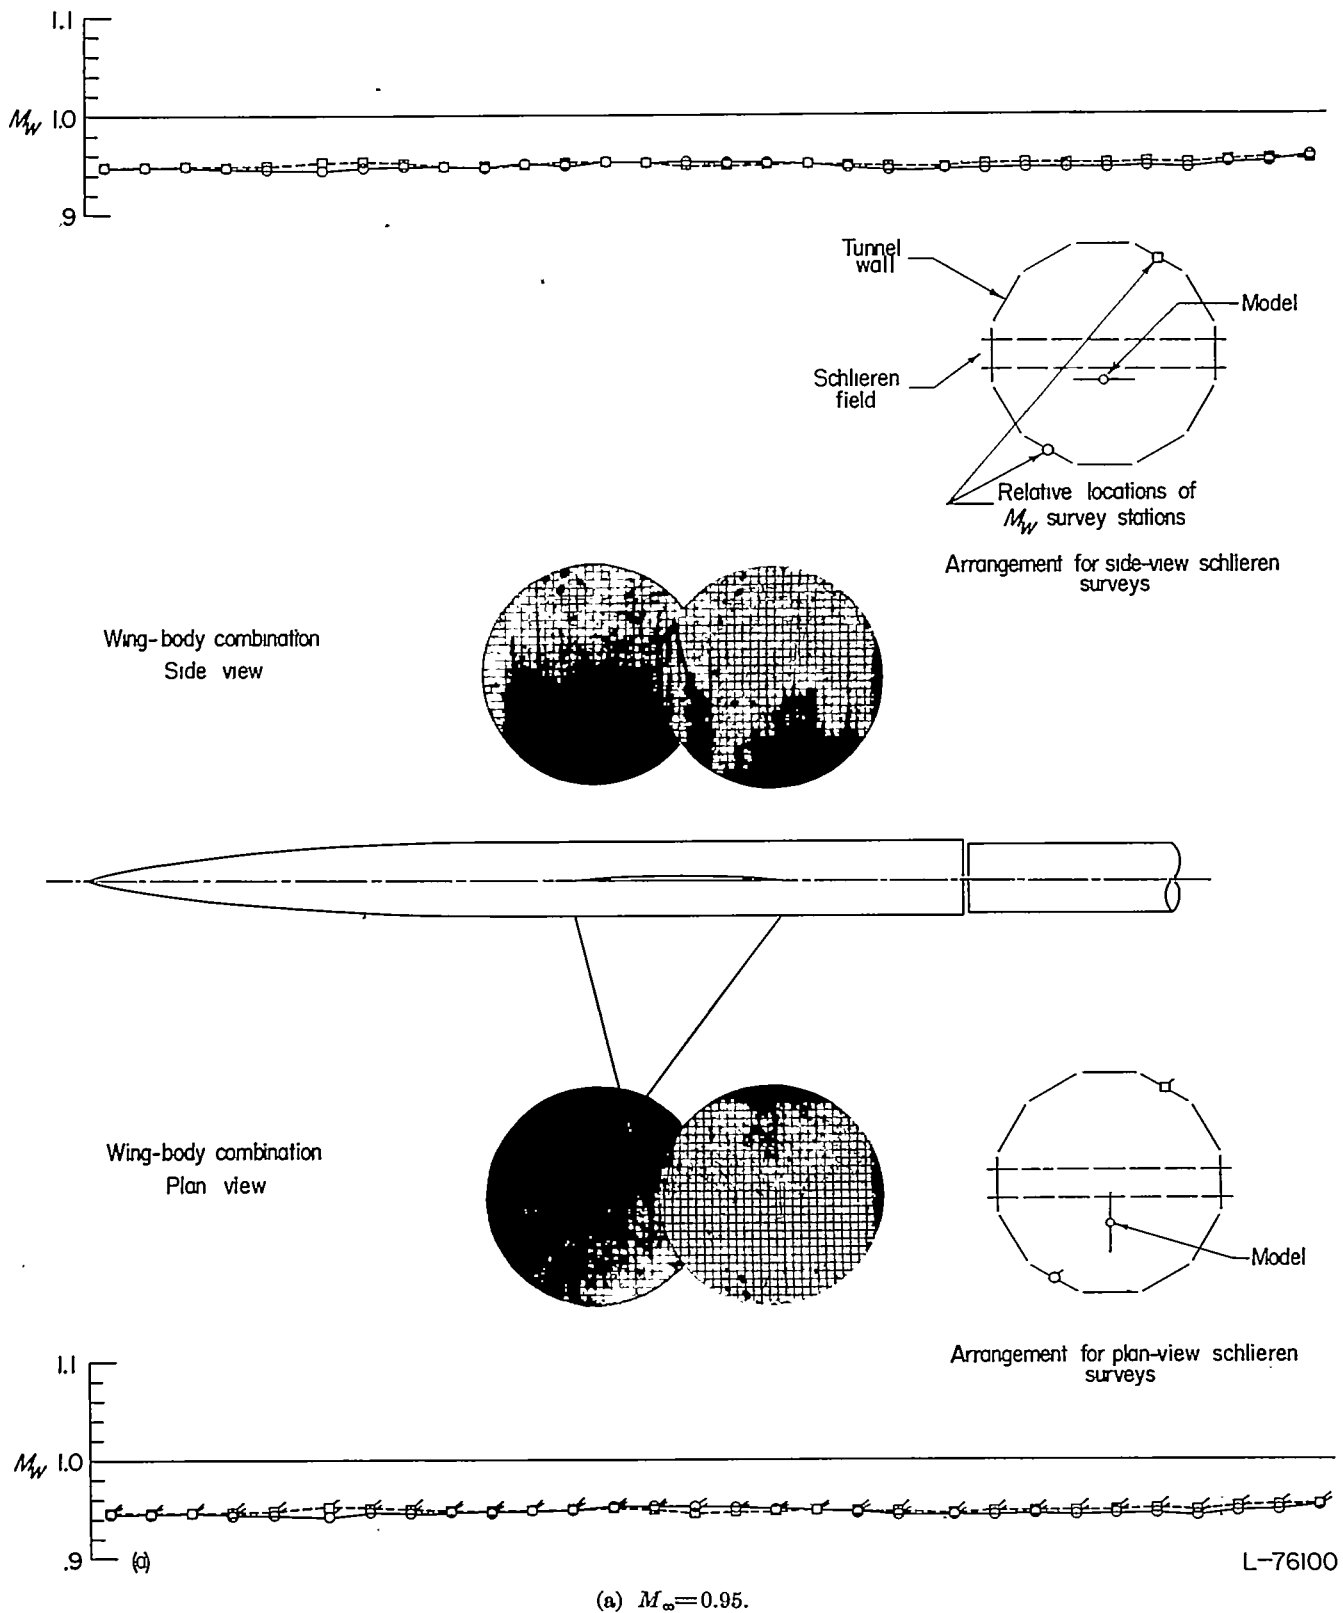 1.1
M_W 1.0
.9
Tunnel
wall
Model
Schlieren
field
Relative locations of
M_W survey stations
Arrangement for side-view schlieren
surveys
Wing-body combination
Side view
Wing-body combination
Plan view
Model
Arrangement for plan-view schlieren
surveys
1.1
M_W 1.0
.9
(a)
L-76100
(a) M∞=0.95.